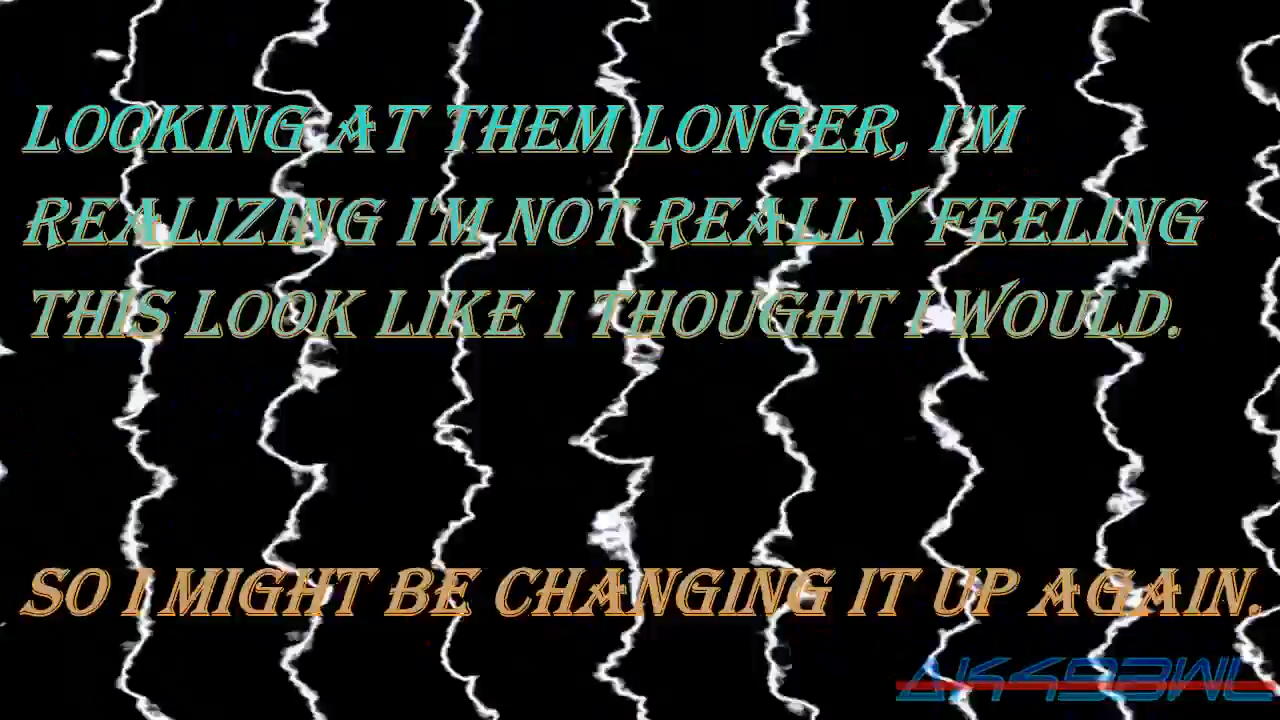 LOOKING AT THEM LONGER, I'M
REALIZING I'M NOT REALLY FEELING
THIS LOOK LIKE I THOUGHT I WOULD.
SO I MIGHT BE CHANGING IT UP AGAIN.
AK49BWL